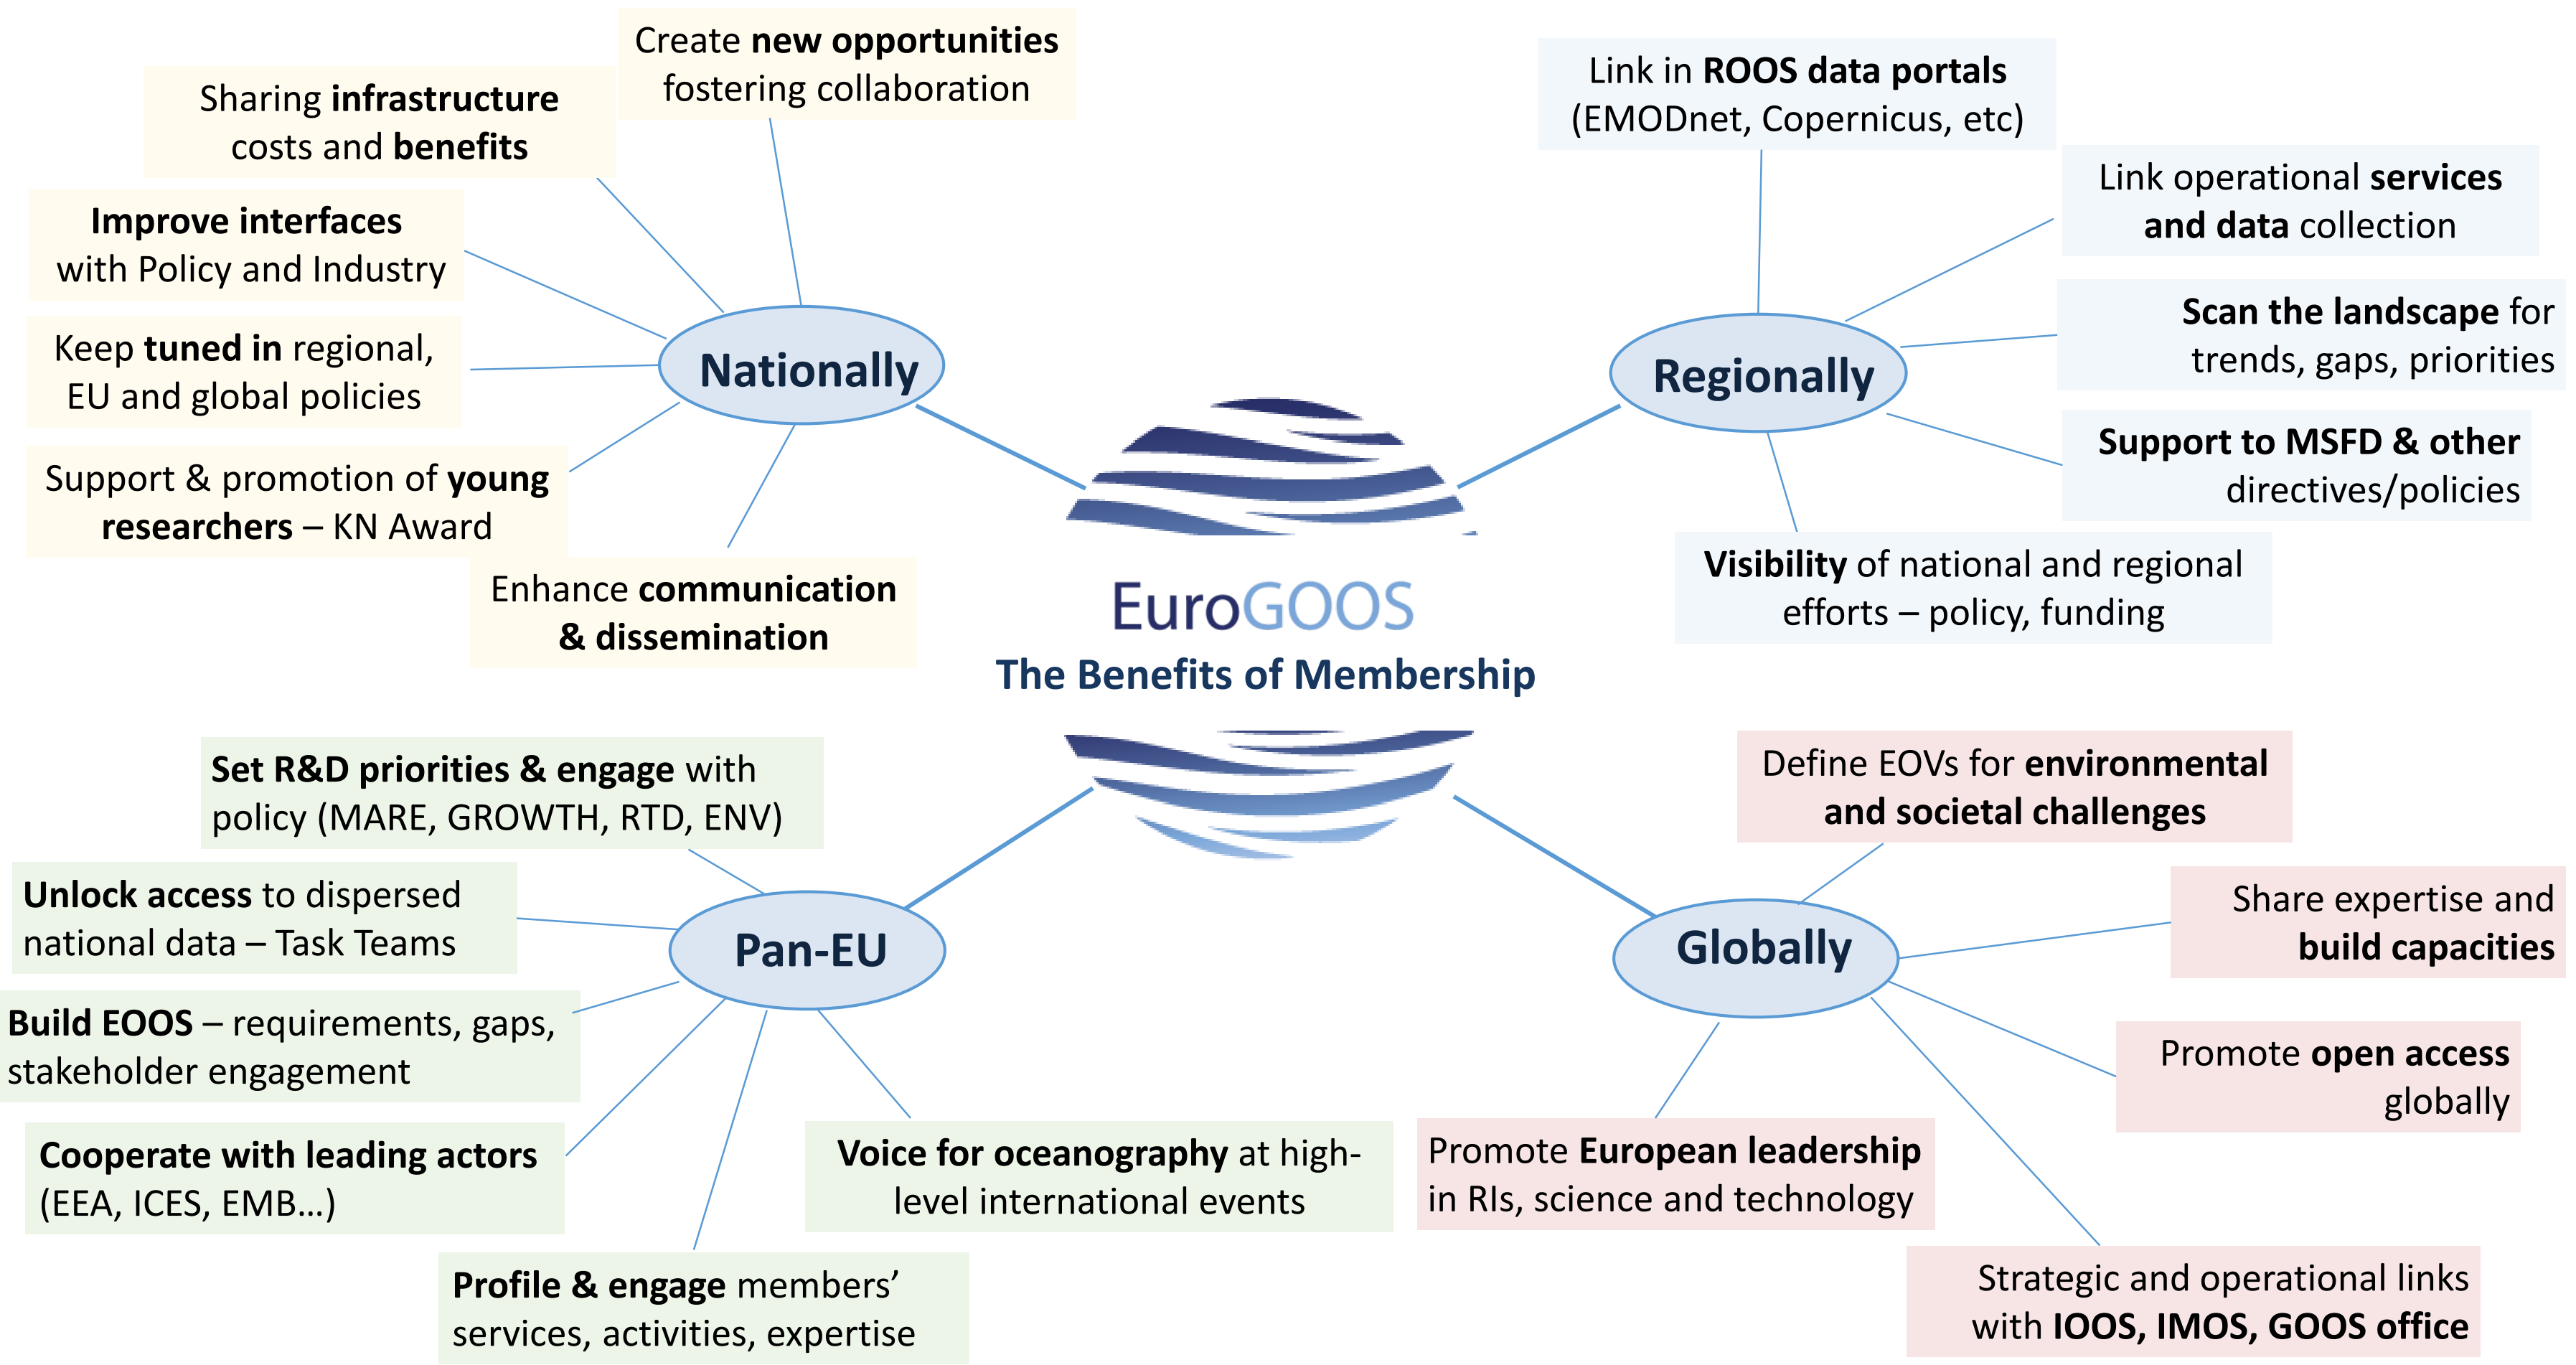 Create new opportunities
fostering collaboration
Sharing infrastructure
costs and benefits
Improve interfaces
with Policy and Industry
Keep tuned in regional,
EU and global policies
Support & promotion of young
researchers – KN Award
Enhance communication
& dissemination
Nationally
Link in ROOS data portals
(EMODnet, Copernicus, etc)
Link operational services
and data collection
Scan the landscape for
trends, gaps, priorities
Support to MSFD & other
directives/policies
Visibility of national and regional
efforts – policy, funding
Regionally
EuroGOOS
The Benefits of Membership
Set R&D priorities & engage with
policy (MARE, GROWTH, RTD, ENV)
Unlock access to dispersed
national data – Task Teams
Build EOOS – requirements, gaps,
stakeholder engagement
Cooperate with leading actors
(EEA, ICES, EMB…)
Profile & engage members’
services, activities, expertise
Voice for oceanography at high-
level international events
Pan-EU
Define EOVs for environmental
and societal challenges
Share expertise and
build capacities
Promote open access
globally
Strategic and operational links
with IOOS, IMOS, GOOS office
Promote European leadership
in RIs, science and technology
Globally